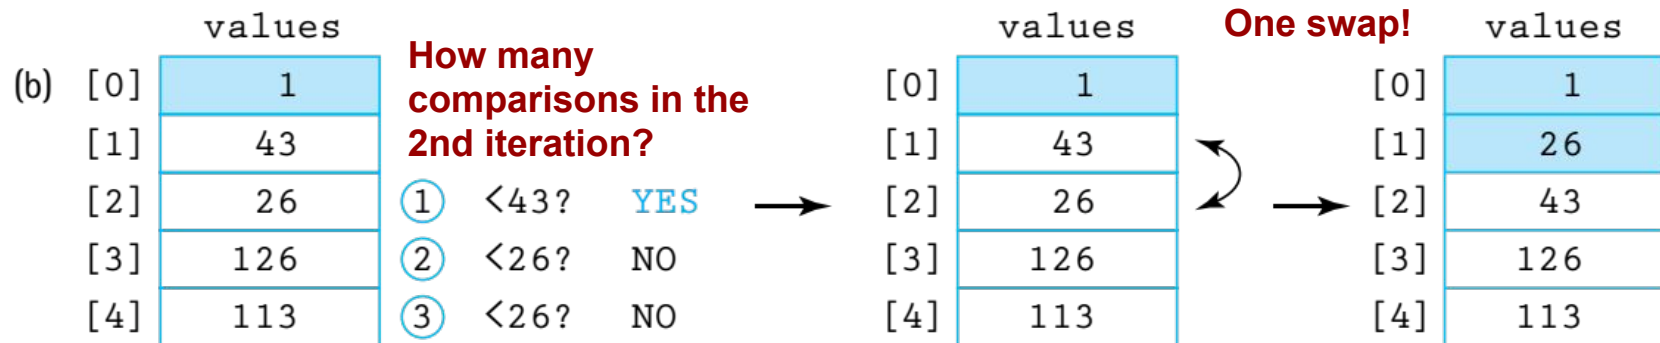 values values One swap! values
(b) [0] 1 How many [0] 1 [0] 1
comparisons in the
[1] 43 2nd iteration? [1] 43 [1] 26
[2] 26 1 <43? YES [2] 26 [2] 43
[3] 126 2 <26? NO [3] 126 [3] 126
[4] 113 3 <26? NO [4] 113 [4] 113